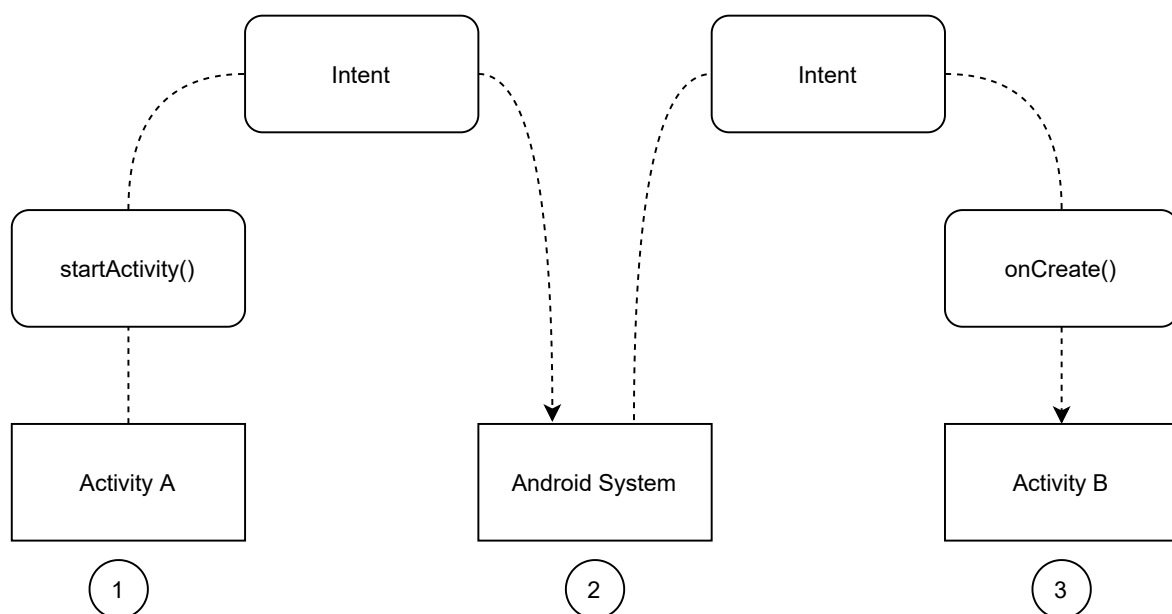 Intent
Intent
startActivity()
onCreate()
Activity A
Android System
Activity B
1
2
3